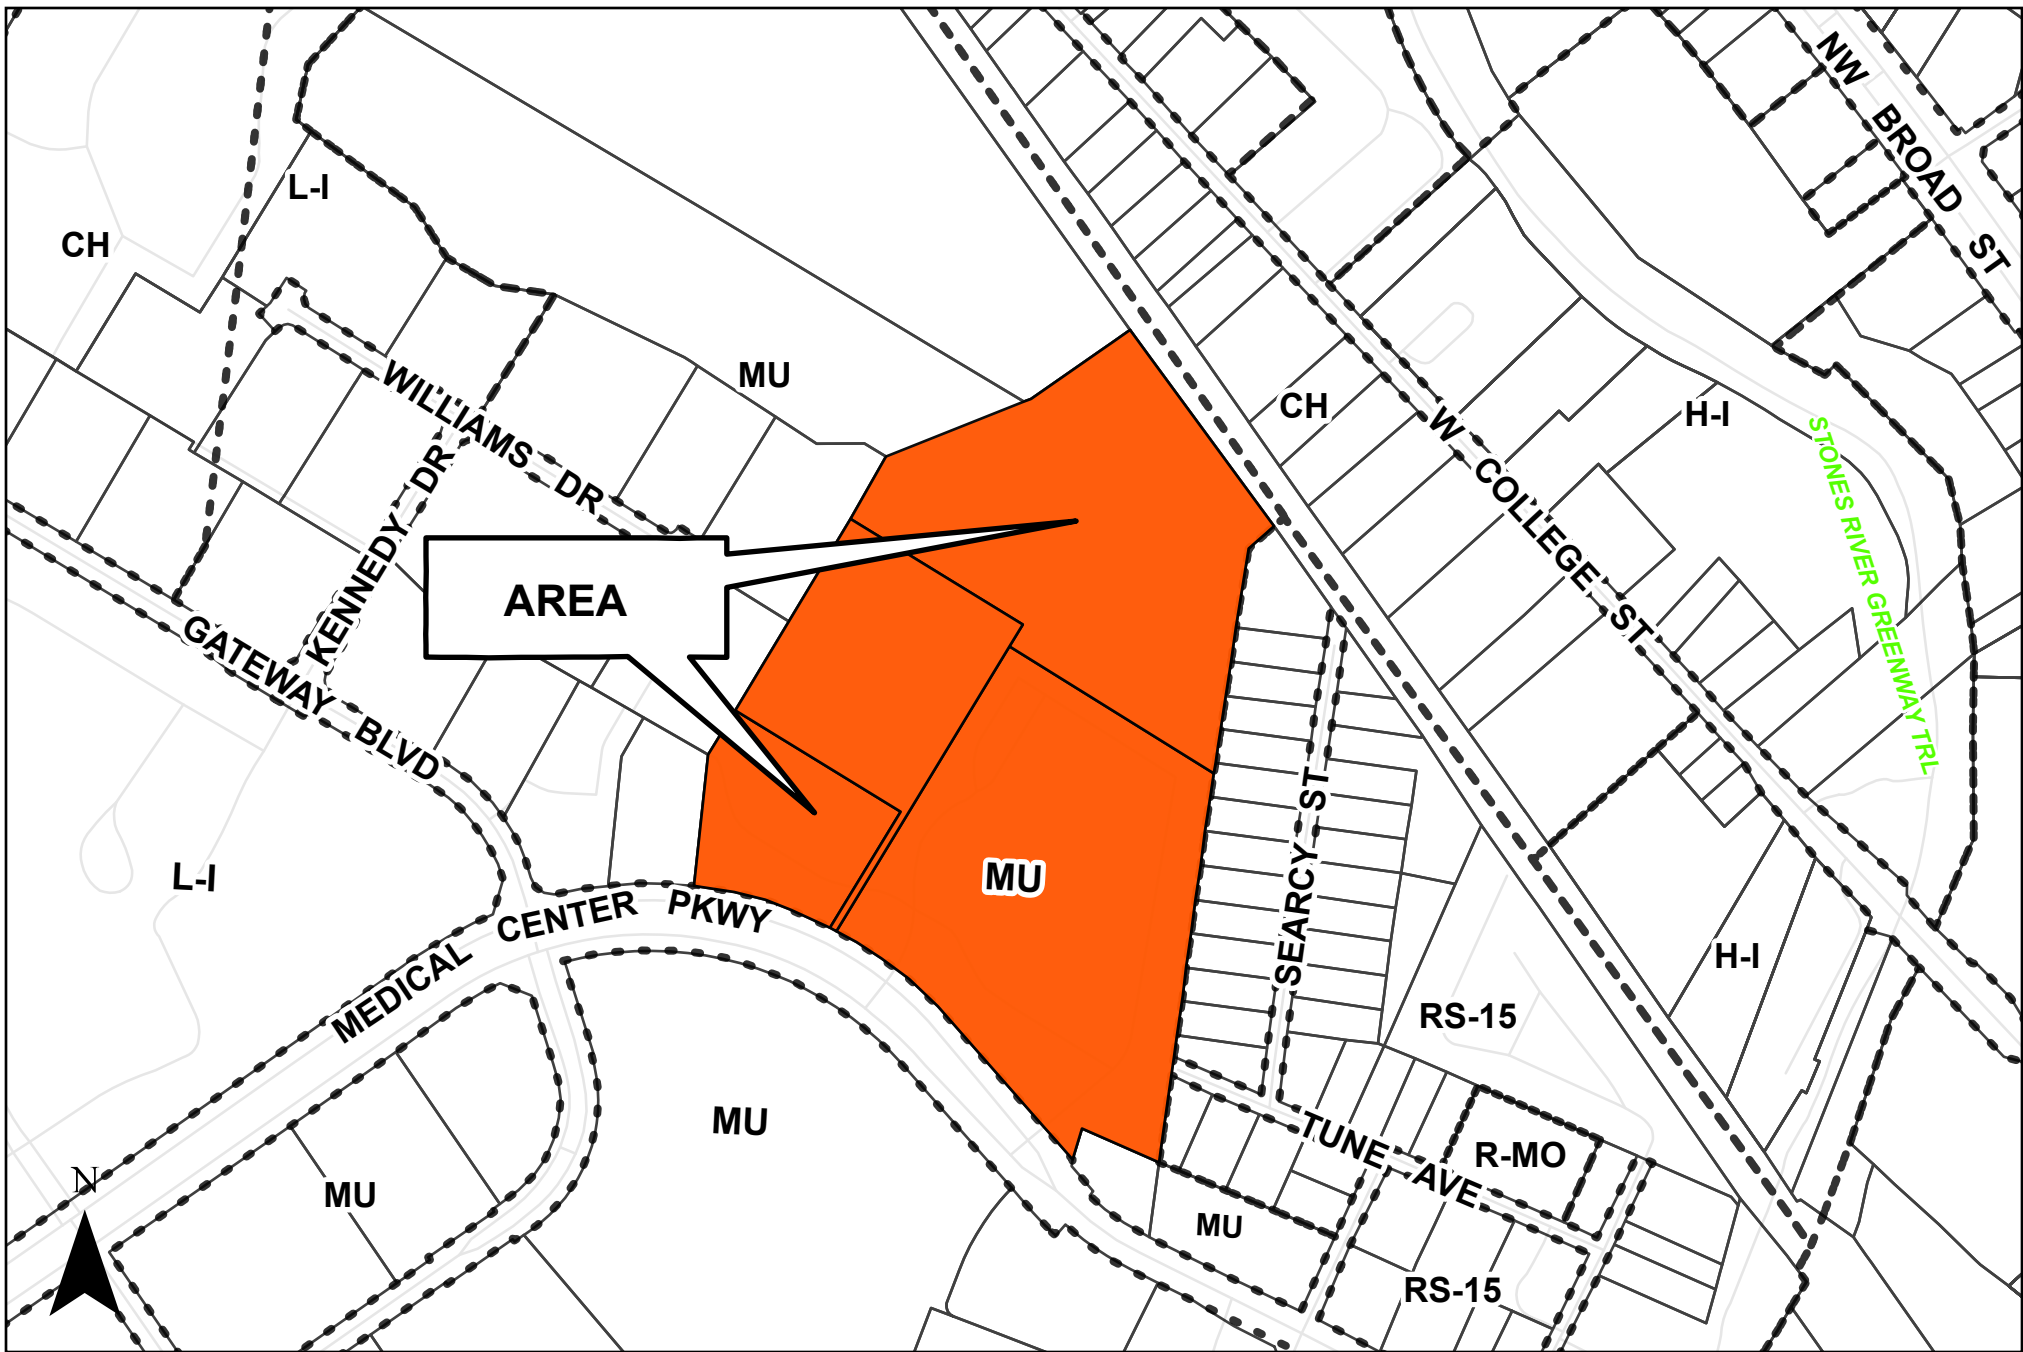 NW BROAD ST
L-I
CH
MU
WILLIAMS DR
CH
W COLLEGE ST
H-I
STONES RIVER GREENWAY TRL
KENNEDY DR
AREA
GATEWAY BLVD
SEARCY ST
L-I
MU
MEDICAL CENTER PKWY
H-I
RS-15
MU
TUNE AVE
R-MO
N
MU
MU
RS-15